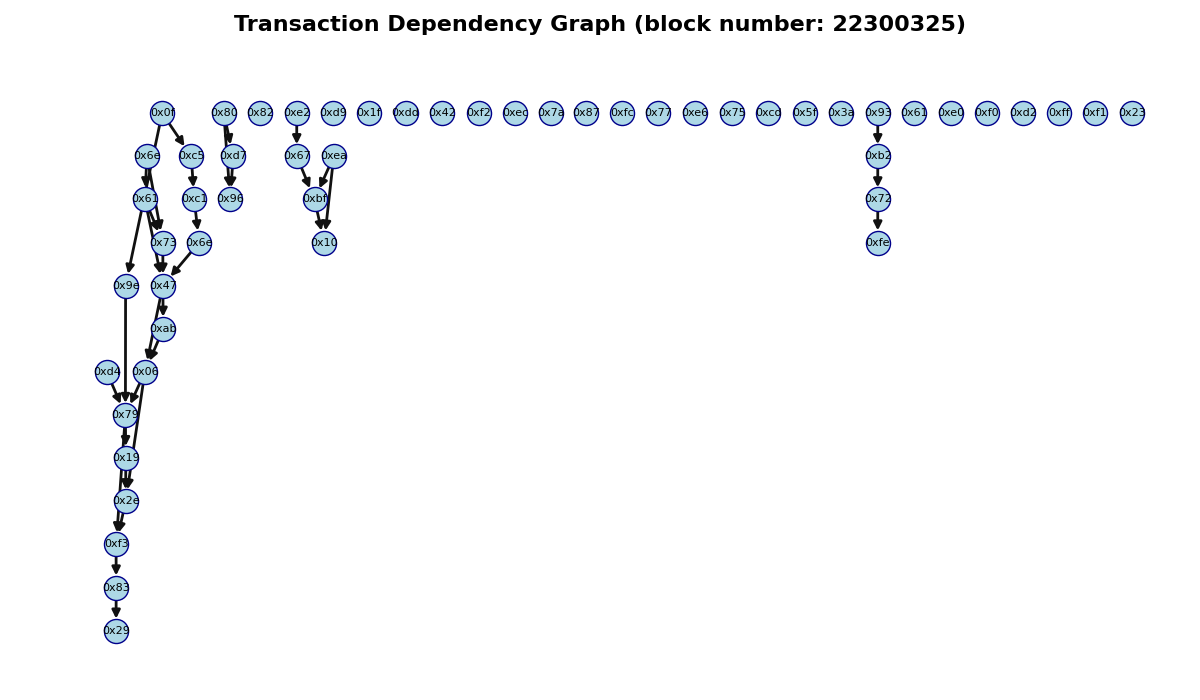 Transaction Dependency Graph (block number: 22300325)
0x0f 0x80 0x82 0xe2 0xd9 0x1f 0xdd 0x42 0xf2 0xec 0x7a 0x87 0xfc 0x77 0xe6 0x75 0xcd 0x5f 0x3a 0x93 0x61 0xe0 0xf0 0xd2 0xff 0xf1 0x23
0x6e 0xc5 0xd7 0x67 0xea 0xb2
0x61 0xc1 0x96 0xbf 0x72
0x73 0x6e 0x10 0xfe
0x9e 0x47
0xab
0xd4 0x06
0x79
0x19
0x2e
0xf3
0x83
0x29